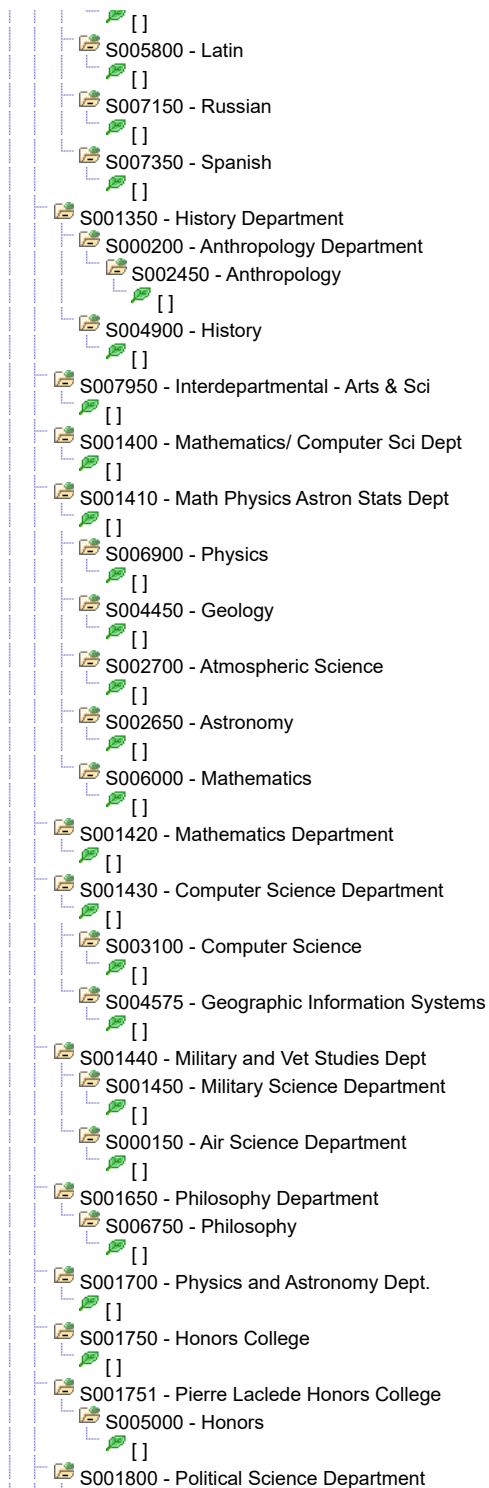 [ ]
S005800 - Latin
[ ]
S007150 - Russian
[ ]
S007350 - Spanish
[ ]
S001350 - History Department
S000200 - Anthropology Department
S002450 - Anthropology
[ ]
S004900 - History
[ ]
S007950 - Interdepartmental - Arts & Sci
[ ]
S001400 - Mathematics/ Computer Sci Dept
[ ]
S001410 - Math Physics Astron Stats Dept
[ ]
S006900 - Physics
[ ]
S004450 - Geology
[ ]
S002700 - Atmospheric Science
[ ]
S002650 - Astronomy
[ ]
S006000 - Mathematics
[ ]
S001420 - Mathematics Department
[ ]
S001430 - Computer Science Department
[ ]
S003100 - Computer Science
[ ]
S004575 - Geographic Information Systems
[ ]
S001440 - Military and Vet Studies Dept
S001450 - Military Science Department
[ ]
S000150 - Air Science Department
[ ]
S001650 - Philosophy Department
S006750 - Philosophy
[ ]
S001700 - Physics and Astronomy Dept.
[ ]
S001750 - Honors College
[ ]
S001751 - Pierre Laclede Honors College
S005000 - Honors
[ ]
S001800 - Political Science Department